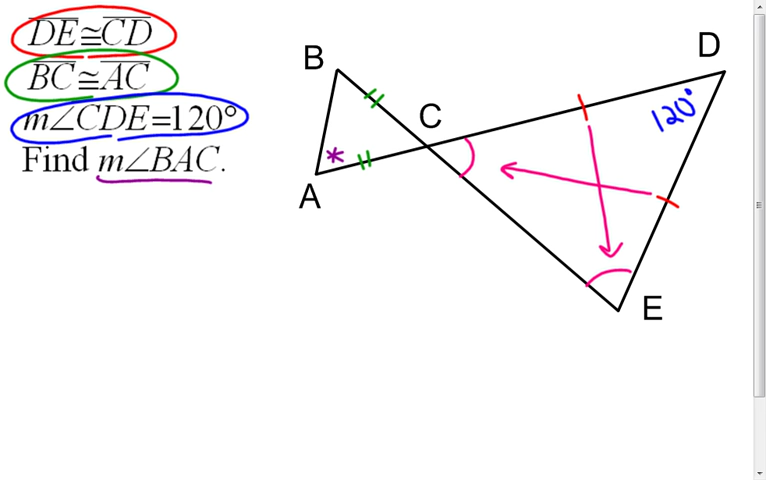 DE≅CD
BC≅AC
m∠CDE=120°
Find m∠BAC.
B
D
C
120°
*
A
E